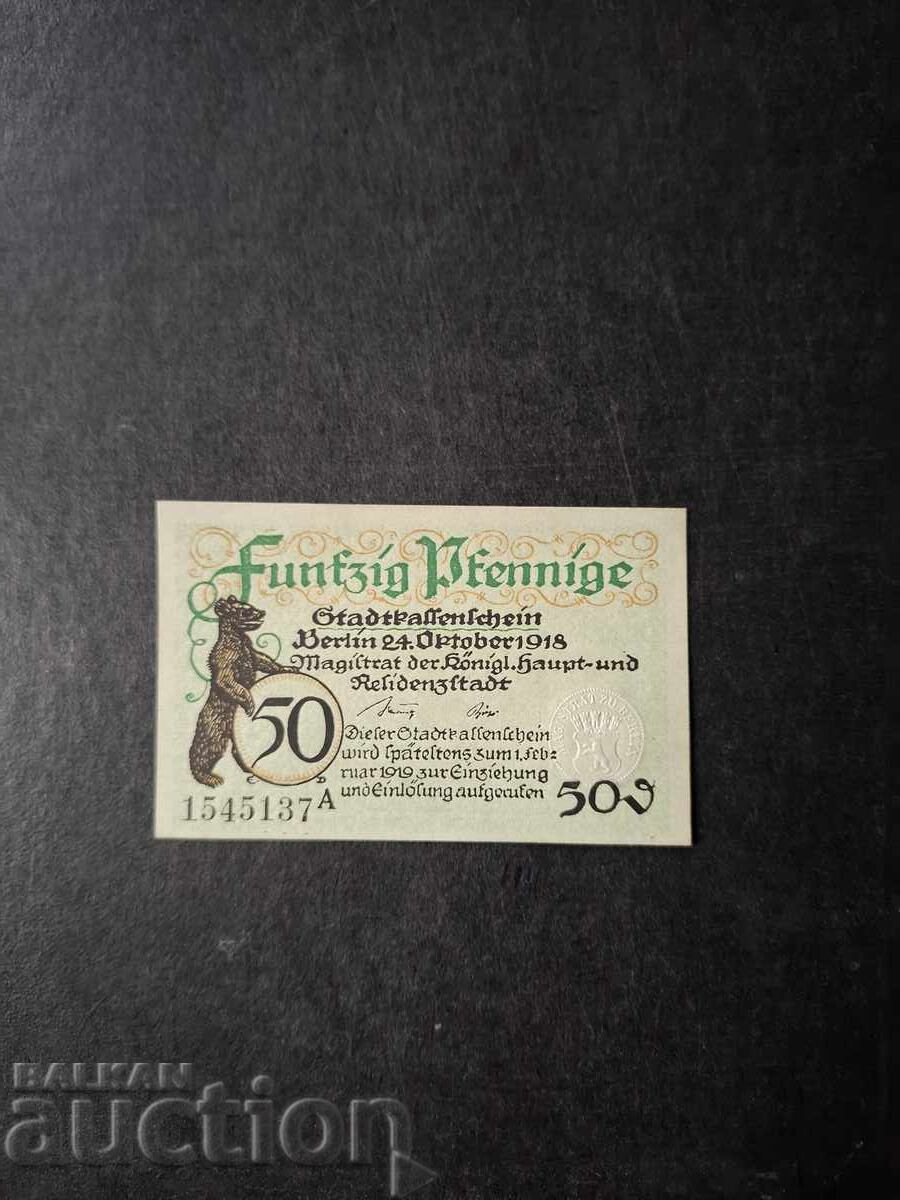 Funfzig Pfennige
Stadtkassenschein
Berlin 24. Oktober 1918
Magistrat der Königl. Haupt- und
Residenzstadt
50
Dieser Stadtkassenschein
wird spätestens zum 1. Feb=
ruar 1919 zur Einziehung
und Einlösung aufgerufen
1545137 A
50 ₰
BALKAN
auction